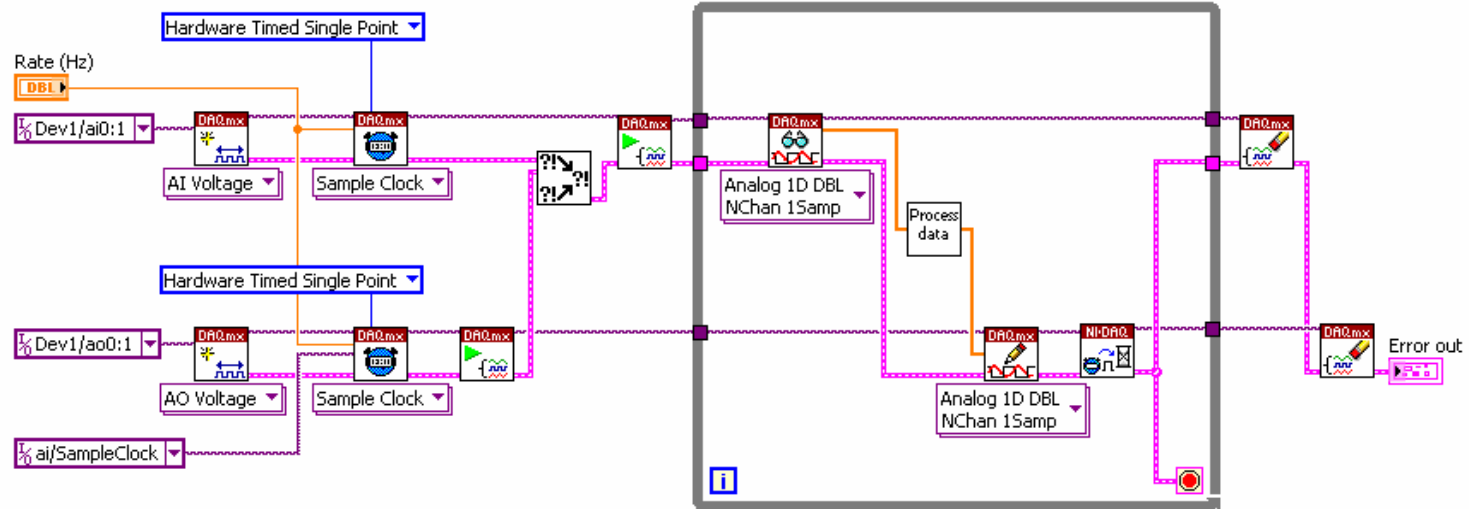 Hardware Timed Single Point
Rate (Hz)
DBL
Dev1/ai0:1
DAQmx
DAQmx
DAQmx
DAQmx
DAQmx
AI Voltage
Sample Clock
?!
?!
?!
Analog 1D DBL
NChan 1Samp
Process
data
Hardware Timed Single Point
Dev1/ao0:1
DAQmx
DAQmx
DAQmx
DAQmx
NI-DAQ
DAQmx
Error out
AO Voltage
Sample Clock
Analog 1D DBL
NChan 1Samp
ai/SampleClock
i